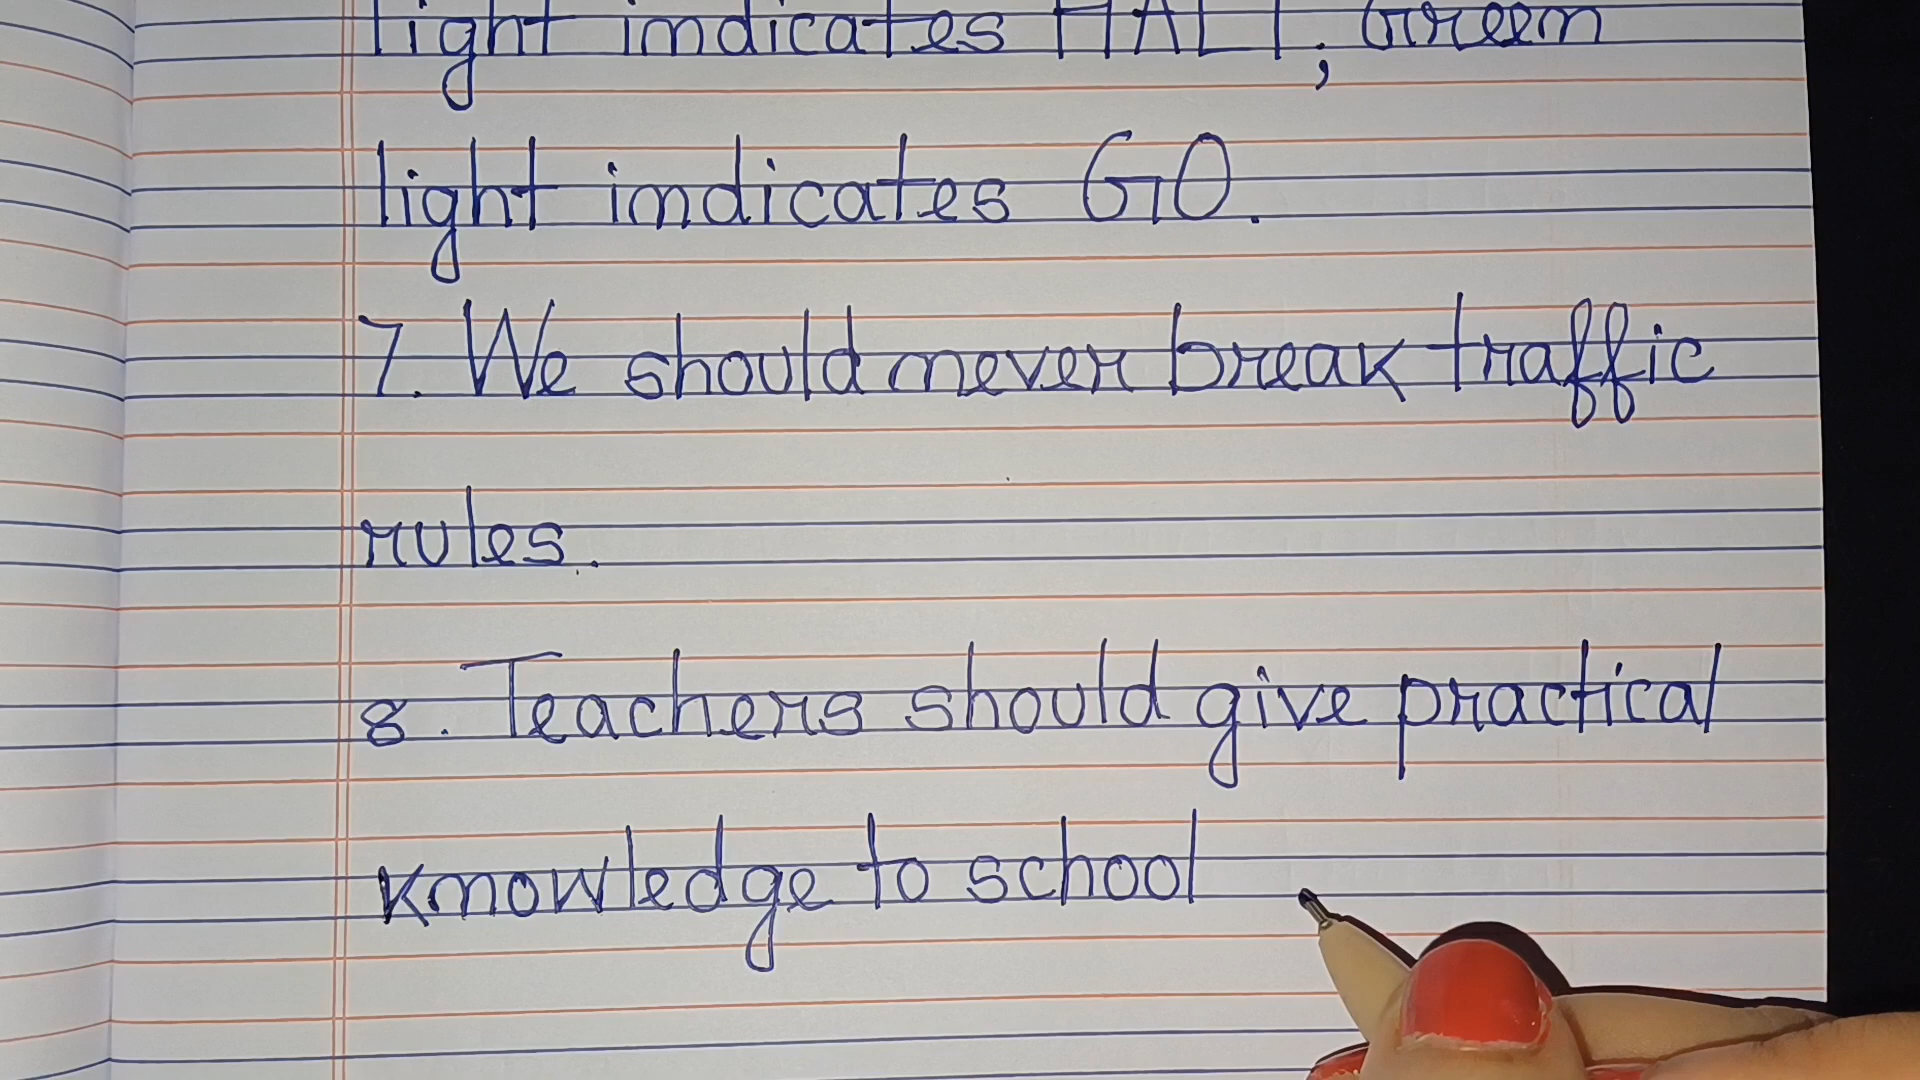 light indicates HALT; Green
light indicates GO.
7. We should never break traffic
rules.
8. Teachers should give practical
knowledge to school